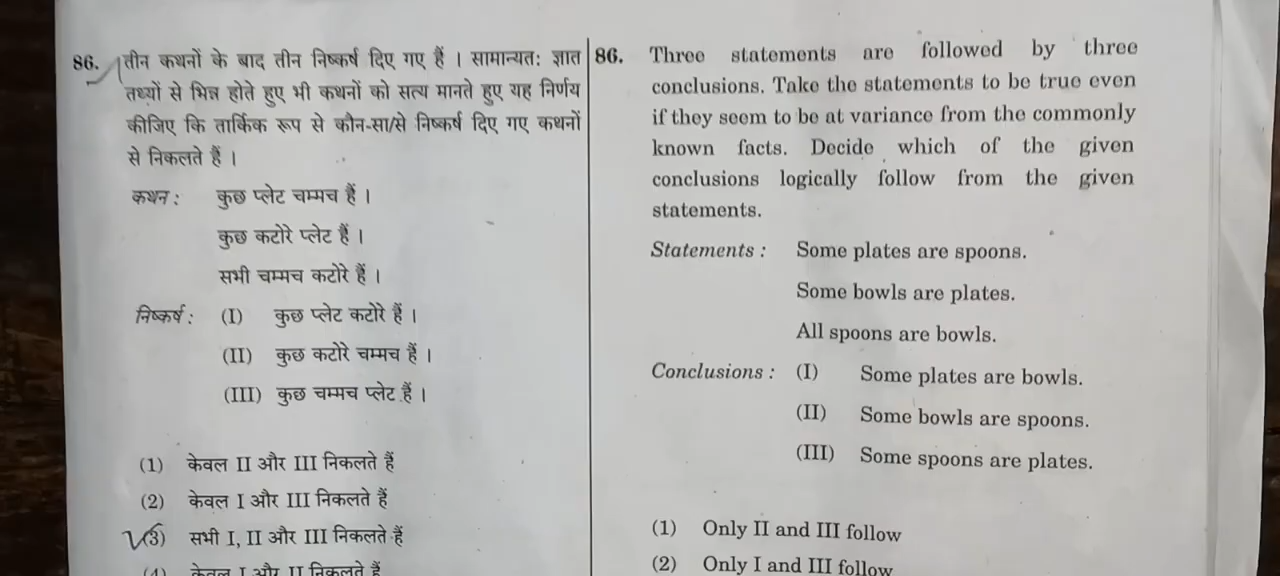 86. तीन कथनों के बाद तीन निष्कर्ष दिए गए हैं । सामान्यत: ज्ञात
तथ्यों से भिन्न होते हुए भी कथनों को सत्य मानते हुए यह निर्णय
कीजिए कि तार्किक रूप से कौन-सा/से निष्कर्ष दिए गए कथनों
से निकलते हैं ।
कथन : कुछ प्लेट चम्मच हैं ।
कुछ कटोरे प्लेट हैं ।
सभी चम्मच कटोरे हैं ।
निष्कर्ष : (I) कुछ प्लेट कटोरे हैं ।
(II) कुछ कटोरे चम्मच हैं ।
(III) कुछ चम्मच प्लेट हैं ।
(1) केवल II और III निकलते हैं
(2) केवल I और III निकलते हैं
(3) सभी I, II और III निकलते हैं
(4) केवल I और II निकलते हैं
86. Three statements are followed by three
conclusions. Take the statements to be true even
if they seem to be at variance from the commonly
known facts. Decide which of the given
conclusions logically follow from the given
statements.
Statements : Some plates are spoons.
Some bowls are plates.
All spoons are bowls.
Conclusions : (I) Some plates are bowls.
(II) Some bowls are spoons.
(III) Some spoons are plates.
(1) Only II and III follow
(2) Only I and III follow